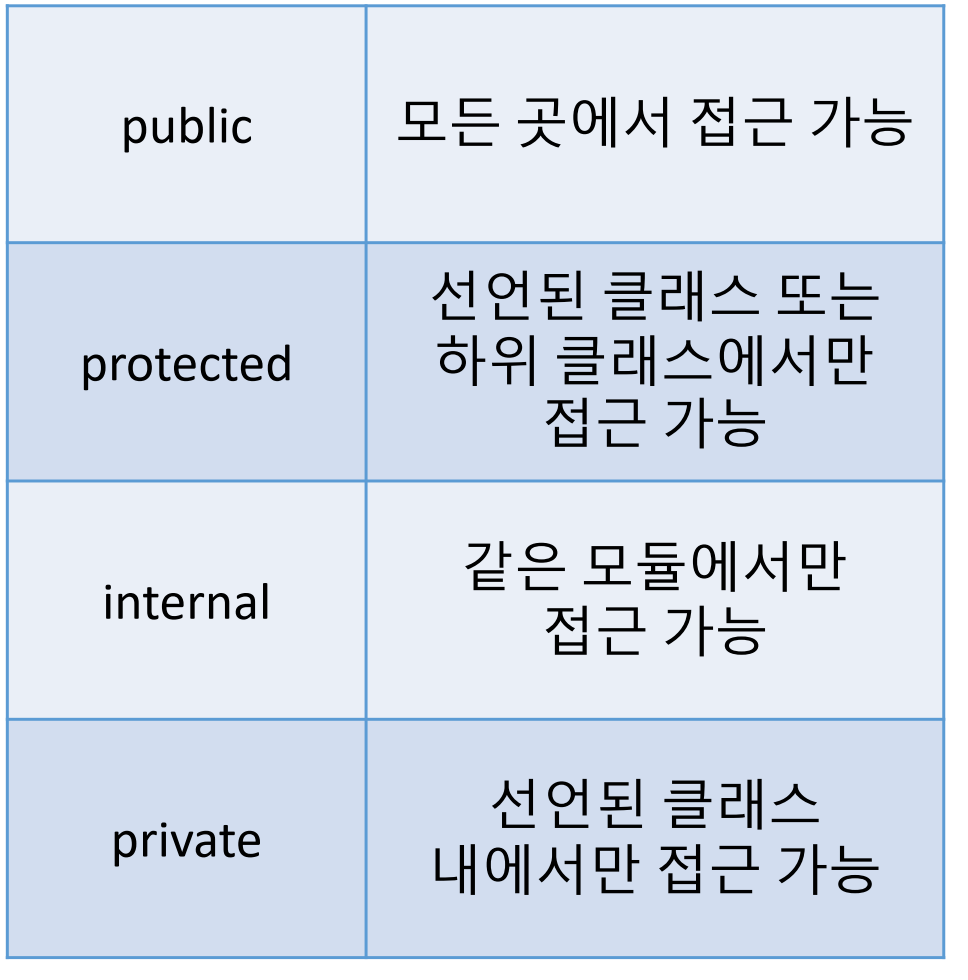 public
모든 곳에서 접근 가능
protected
선언된 클래스 또는
하위 클래스에서만
접근 가능
internal
같은 모듈에서만
접근 가능
private
선언된 클래스
내에서만 접근 가능